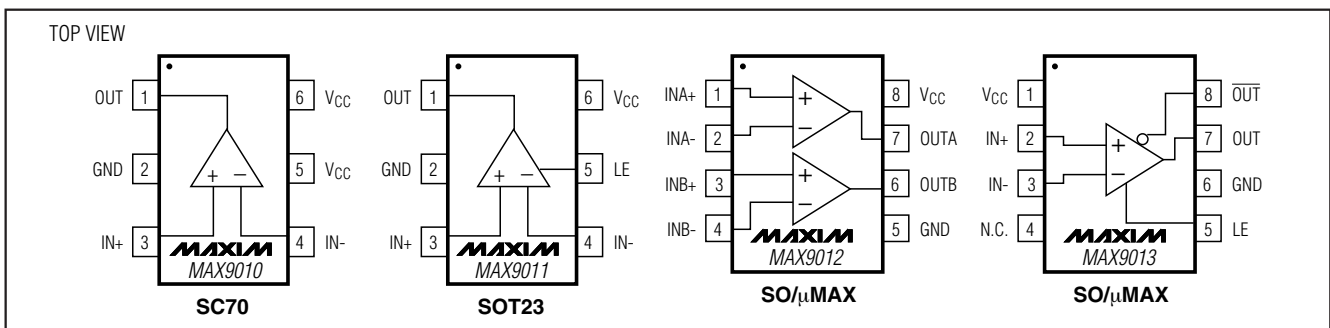 TOP VIEW
OUT 1
GND 2
IN+ 3
6 VCC
5 VCC
4 IN-
+ −
MAXIM
MAX9010
SC70
OUT 1
GND 2
IN+ 3
6 VCC
5 LE
4 IN-
+ −
MAXIM
MAX9011
SOT23
INA+ 1
INA- 2
INB+ 3
INB- 4
8 VCC
7 OUTA
6 OUTB
5 GND
+
−
+
−
MAXIM
MAX9012
SO/μMAX
VCC 1
IN+ 2
IN- 3
N.C. 4
8 O̅U̅T̅
7 OUT
6 GND
5 LE
+
−
MAXIM
MAX9013
SO/μMAX